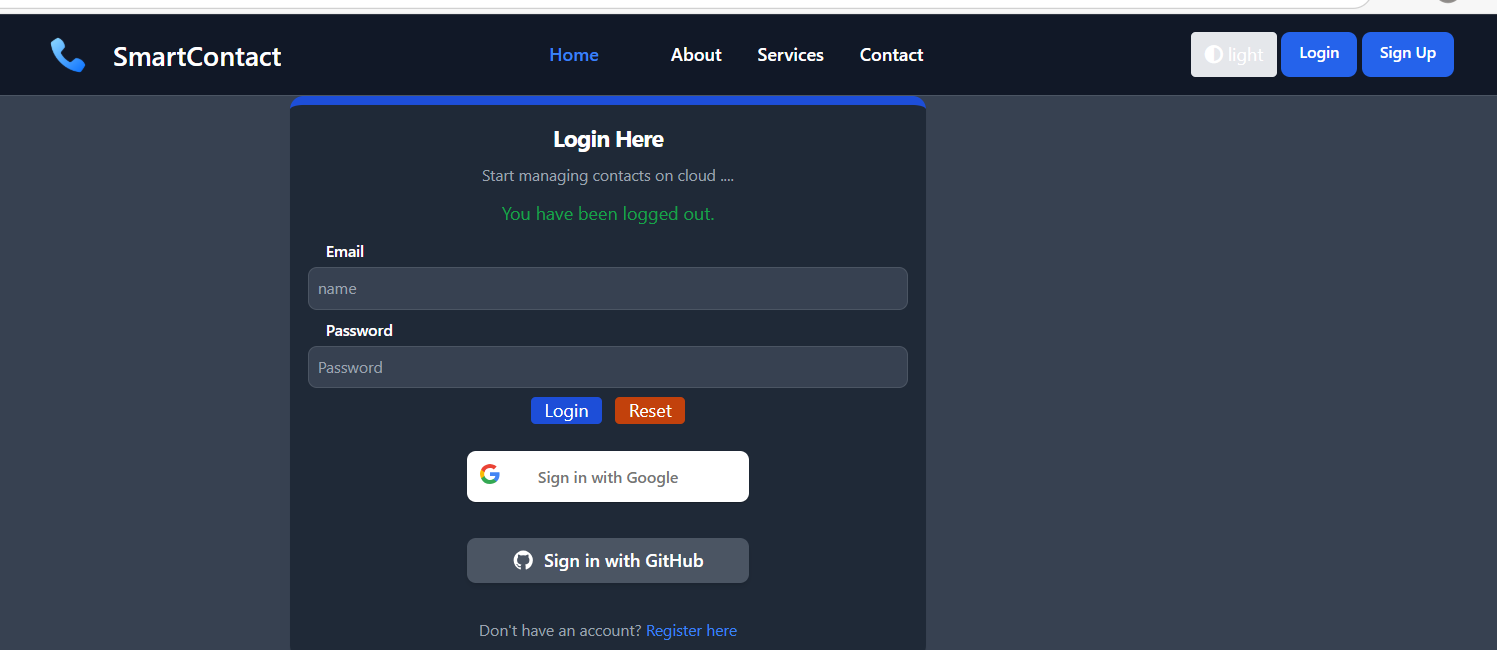 SmartContact
Home About Services Contact
light Login Sign Up
Login Here
Start managing contacts on cloud ....
You have been logged out.
Email
name
Password
Password
Login Reset
Sign in with Google
Sign in with GitHub
Don't have an account? Register here